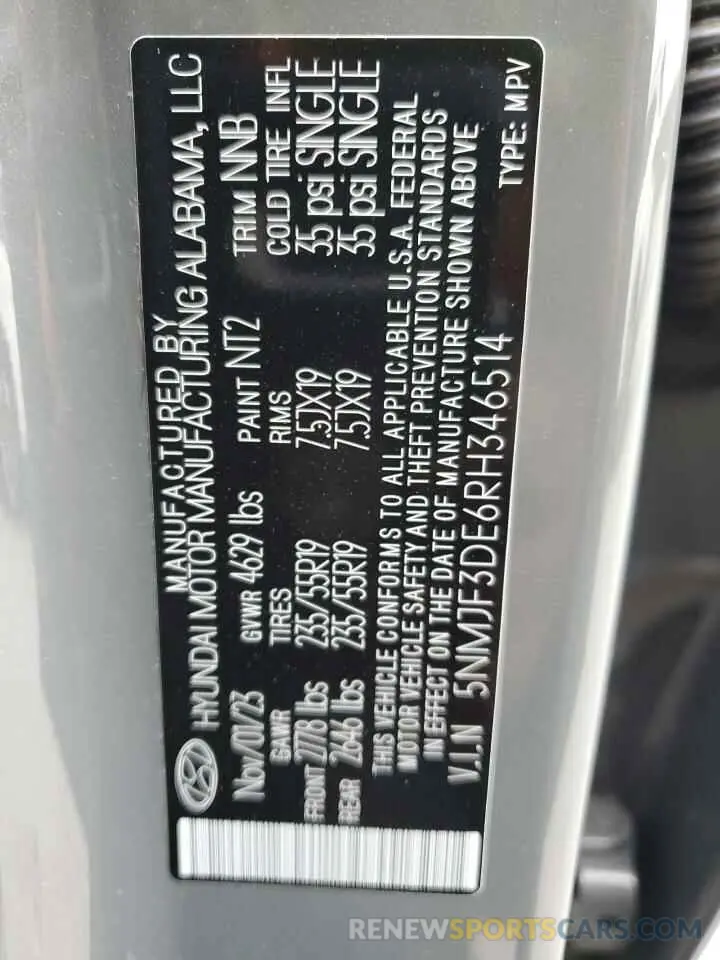 MANUFACTURED BY
HYUNDAI MOTOR MANUFACTURING ALABAMA, LLC
Nov/01/23 GVWR 4629 lbs PAINT NT2 TRIM NNB
GAWR TIRES RIMS COLD TIRE INFL
FRONT 2778 lbs 235/55R19 7.5JX19 35 psi SINGLE
REAR 2646 lbs 235/55R19 7.5JX19 35 psi SINGLE
THIS VEHICLE CONFORMS TO ALL APPLICABLE U.S.A. FEDERAL
MOTOR VEHICLE SAFETY AND THEFT PREVENTION STANDARDS
IN EFFECT ON THE DATE OF MANUFACTURE SHOWN ABOVE
V.I.N 5NMJF3DE6RH346514
TYPE: MPV
RENEWSPORTSCARS.COM